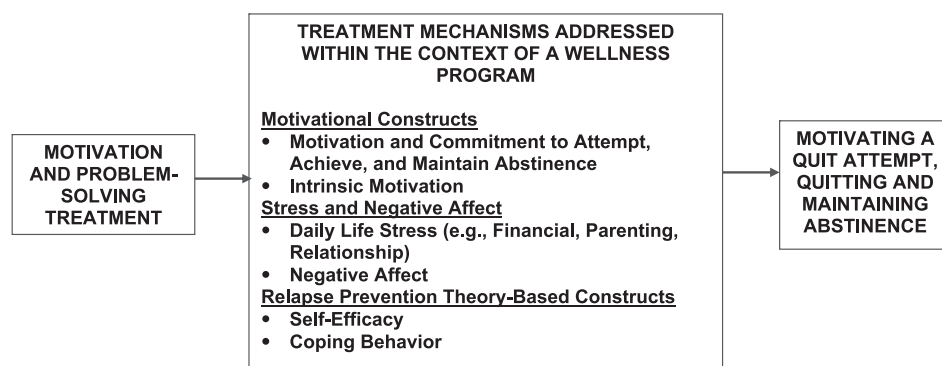 MOTIVATION
AND PROBLEM-
SOLVING
TREATMENT
TREATMENT MECHANISMS ADDRESSED
WITHIN THE CONTEXT OF A WELLNESS
PROGRAM
Motivational Constructs
• Motivation and Commitment to Attempt,
Achieve, and Maintain Abstinence
• Intrinsic Motivation
Stress and Negative Affect
• Daily Life Stress (e.g., Financial, Parenting,
Relationship)
• Negative Affect
Relapse Prevention Theory-Based Constructs
• Self-Efficacy
• Coping Behavior
MOTIVATING A
QUIT ATTEMPT,
QUITTING AND
MAINTAINING
ABSTINENCE